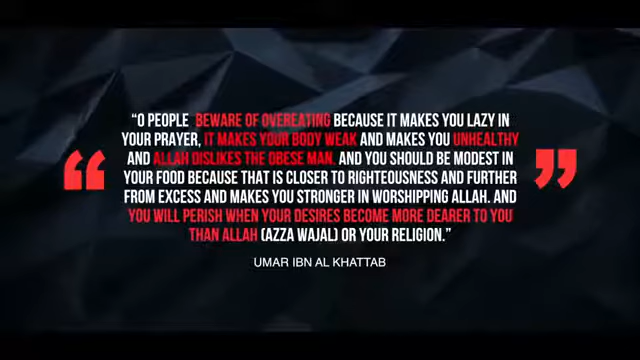 “O PEOPLE BEWARE OF OVEREATING BECAUSE IT MAKES YOU LAZY IN
YOUR PRAYER, IT MAKES YOUR BODY WEAK AND MAKES YOU UNHEALTHY
AND ALLAH DISLIKES THE OBESE MAN. AND YOU SHOULD BE MODEST IN
YOUR FOOD BECAUSE THAT IS CLOSER TO RIGHTEOUSNESS AND FURTHER
FROM EXCESS AND MAKES YOU STRONGER IN WORSHIPPING ALLAH. AND
YOU WILL PERISH WHEN YOUR DESIRES BECOME MORE DEARER TO YOU
THAN ALLAH (AZZA WAJAL) OR YOUR RELIGION.”
UMAR IBN AL KHATTAB